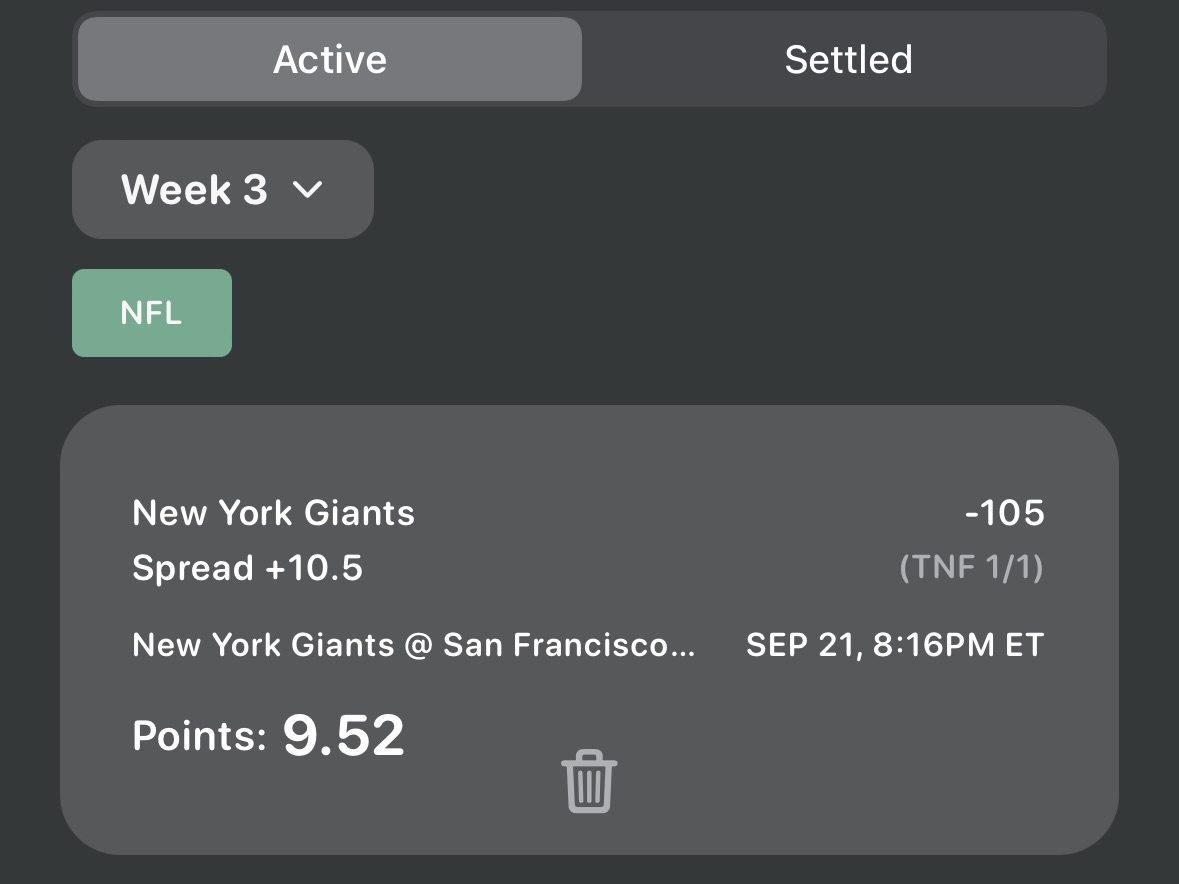 Active Settled
Week 3
NFL
New York Giants -105
Spread +10.5 (TNF 1/1)
New York Giants @ San Francisco... SEP 21, 8:16PM ET
Points: 9.52